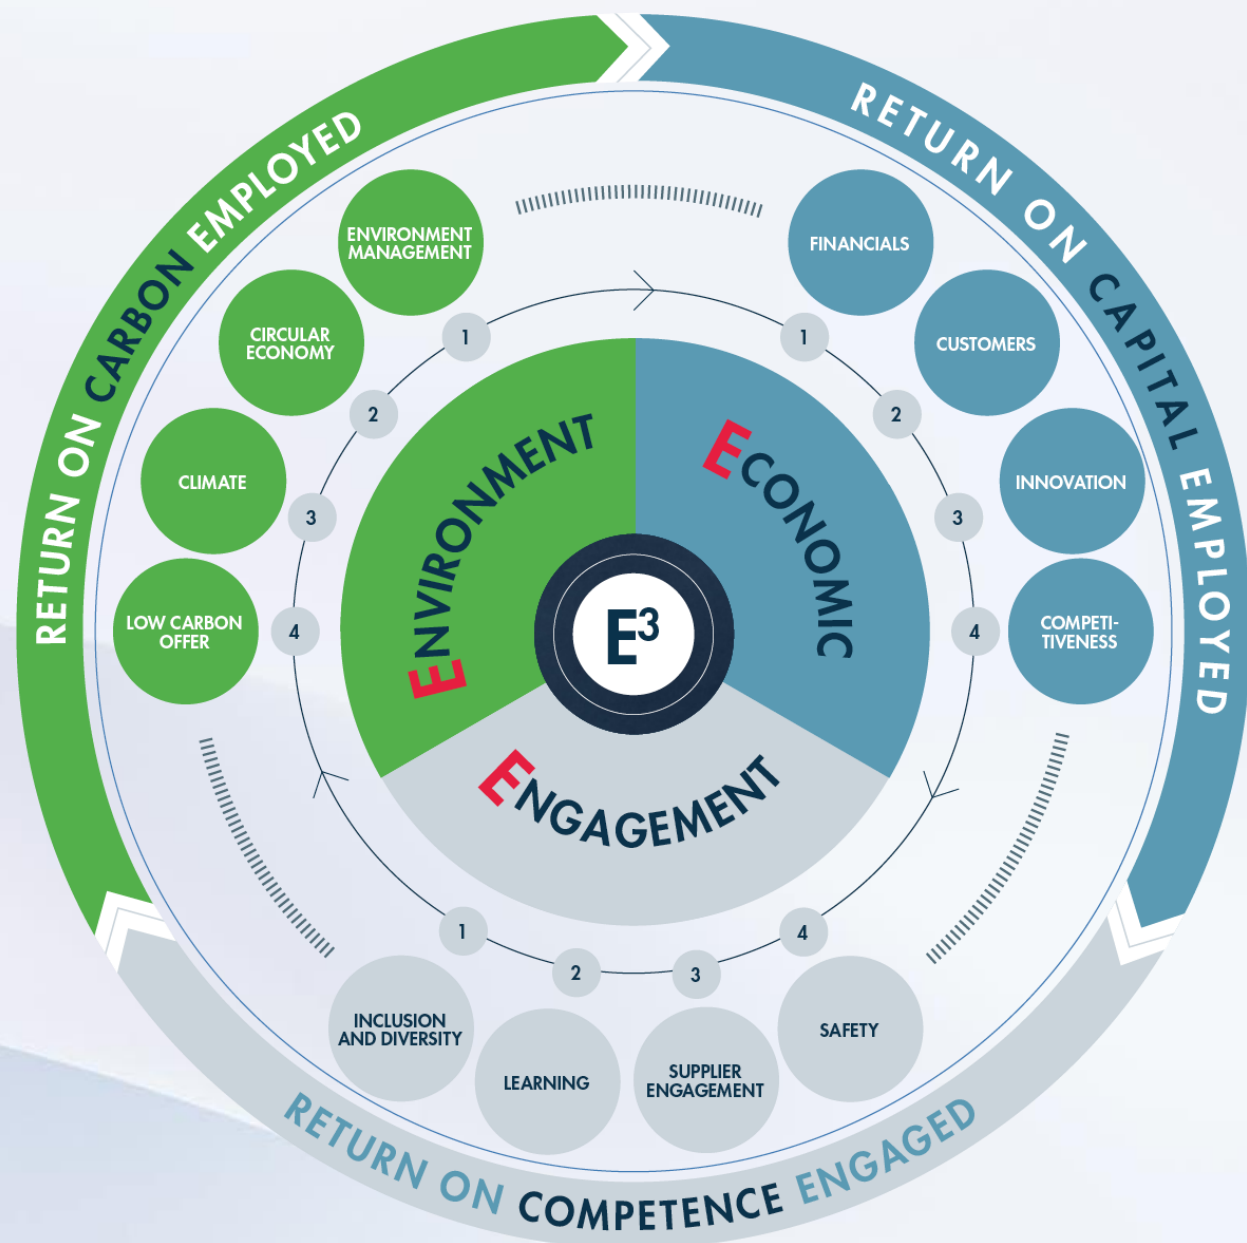 RETURN ON CARBON EMPLOYED
RETURN ON CAPITAL EMPLOYED
RETURN ON COMPETENCE ENGAGED
ENVIRONMENT
MANAGEMENT
1
CIRCULAR
ECONOMY
2
CLIMATE
3
LOW CARBON
OFFER
4
FINANCIALS
1
CUSTOMERS
2
INNOVATION
3
COMPETI-
TIVENESS
4
ENVIRONMENT
ECONOMIC
E³
ENGAGEMENT
1
INCLUSION
AND DIVERSITY
2
LEARNING
3
SUPPLIER
ENGAGEMENT
4
SAFETY